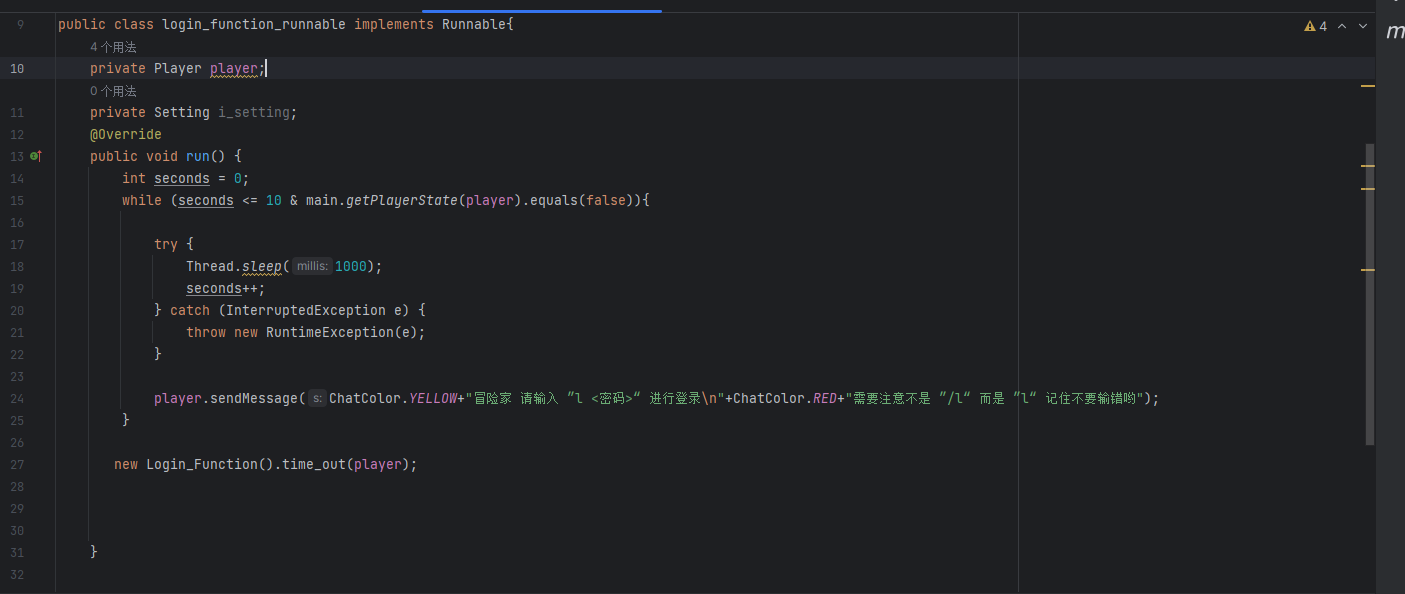 9 public class login_function_runnable implements Runnable{
4 m
4 个用法
10 private Player player;
0 个用法
11 private Setting i_setting;
12 @Override
13 public void run() {
14 int seconds = 0;
15 while (seconds <= 10 & main.getPlayerState(player).equals(false)){
16
17 try {
18 Thread.sleep( millis: 1000);
19 seconds++;
20 } catch (InterruptedException e) {
21 throw new RuntimeException(e);
22 }
23
24 player.sendMessage( s: ChatColor.YELLOW+"冒险家 请输入 ”l <密码>“ 进行登录\n"+ChatColor.RED+"需要注意不是 ”/l“ 而是 ”l“ 记住不要输错哟");
25 }
26
27 new Login_Function().time_out(player);
28
29
30
31 }
32